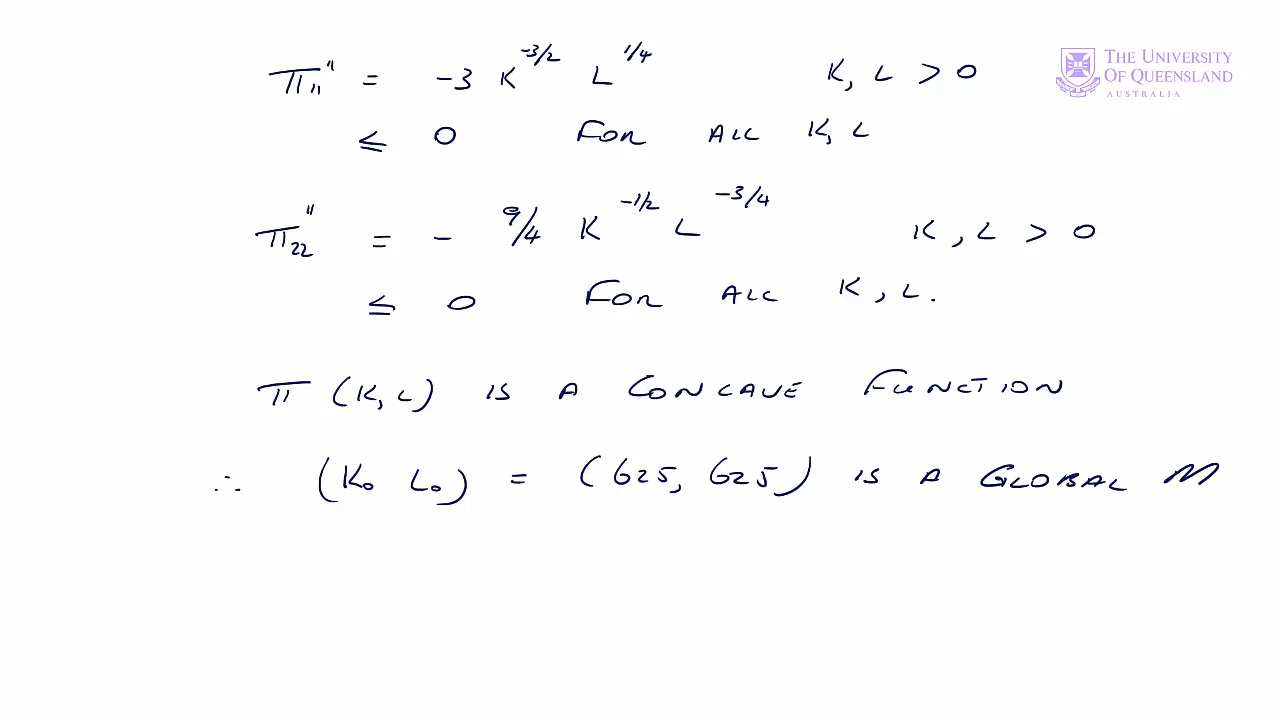 π₁₁'' = -3 K^{-3/2} L^{1/4} K, L > 0
≤ 0 FOR ALL K, L
π₂₂'' = - 9/4 K^{-1/2} L^{-3/4} K, L > 0
≤ 0 FOR ALL K, L.
π (K, L) IS A CONCAVE FUNCTION
∴ (K₀ L₀) = (625, 625) IS A GLOBAL M
THE UNIVERSITY
OF QUEENSLAND
AUSTRALIA